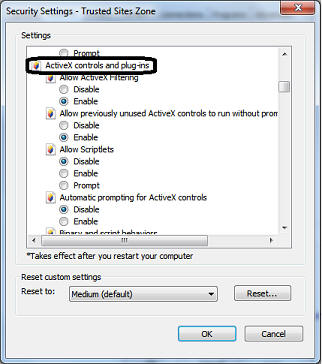 Security Settings - Trusted Sites Zone
Settings
Prompt
ActiveX controls and plug-ins
Allow ActiveX Filtering
Disable
Enable
Allow previously unused ActiveX controls to run without prom
Disable
Enable
Allow Scriptlets
Disable
Enable
Prompt
Automatic prompting for ActiveX controls
Disable
Enable
Binary and script behaviors
*Takes effect after you restart your computer
Reset custom settings
Reset to:
Medium (default)
Reset...
OK
Cancel